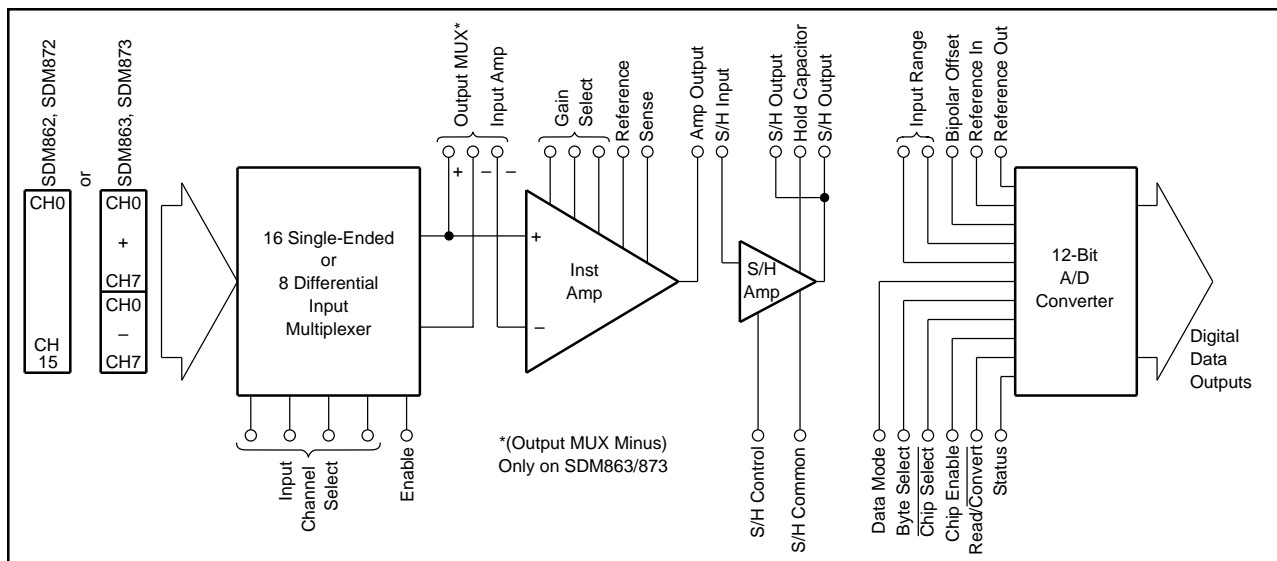 SDM862, SDM872
or
SDM863, SDM873
CH0
CH
15
CH0
+
CH7
CH0
–
CH7
16 Single-Ended
or
8 Differential
Input
Multiplexer
Input
Channel
Select
Enable
Output MUX*
Input Amp
+
–
–
+
–
Inst
Amp
Gain
Select
Reference
Sense
Amp Output
S/H Input
*(Output MUX Minus)
Only on SDM863/873
S/H
Amp
S/H Output
Hold Capacitor
S/H Output
S/H Control
S/H Common
Input Range
Bipolar Offset
Reference In
Reference Out
12-Bit
A/D
Converter
Data Mode
Byte Select
Chip Select
Chip Enable
Read/Convert
Status
Digital
Data
Outputs